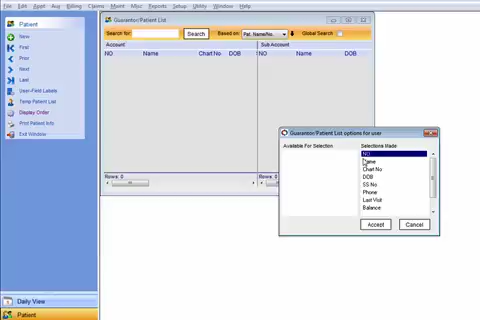 File Edit Appt Aug Billing Claims Maint Misc Reports Setup Utility Window Help
Patient
New
First
Prior
Next
Last
User-Field Labels
Temp Patient List
Display Order
Print Patient Info
Exit Window
Guarantor/Patient List
Search for: Search Based on: Pat. Name/No. Global Search
Account Sub Account
NO Name Chart No DOB NO Name DOB
Rows: 0 Rows: 0
Guarantor/Patient List options for user
Available For Selection Selections Made
NO
Name
Chart No
DOB
SS No
Phone
Last Visit
Balance
Accept Cancel
Daily View
Patient